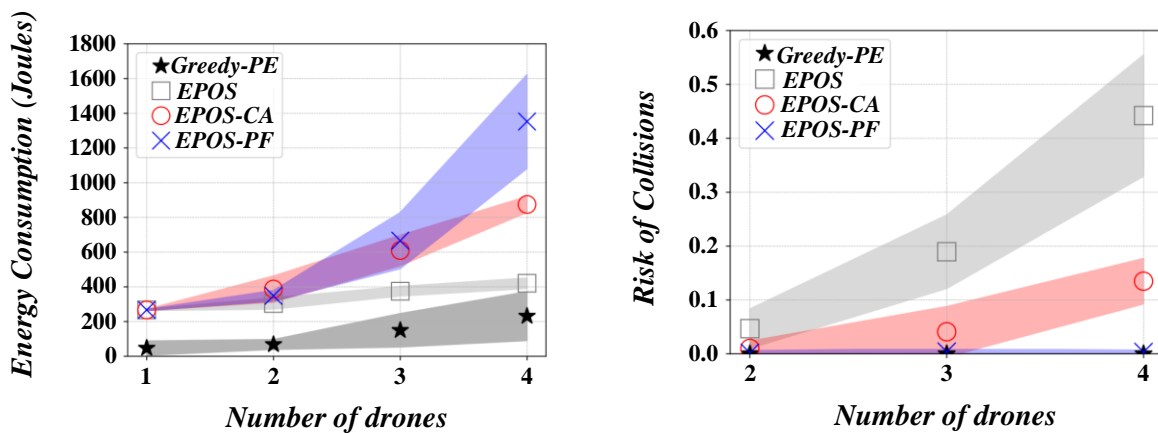 Energy Consumption (Joules)
1800
1600
1400
1200
1000
800
600
400
200
0
Greedy-PE
EPOS
EPOS-CA
EPOS-PF
1 2 3 4
Number of drones
Risk of Collisions
0.6
0.5
0.4
0.3
0.2
0.1
0.0
Greedy-PE
EPOS
EPOS-CA
EPOS-PF
2 3 4
Number of drones